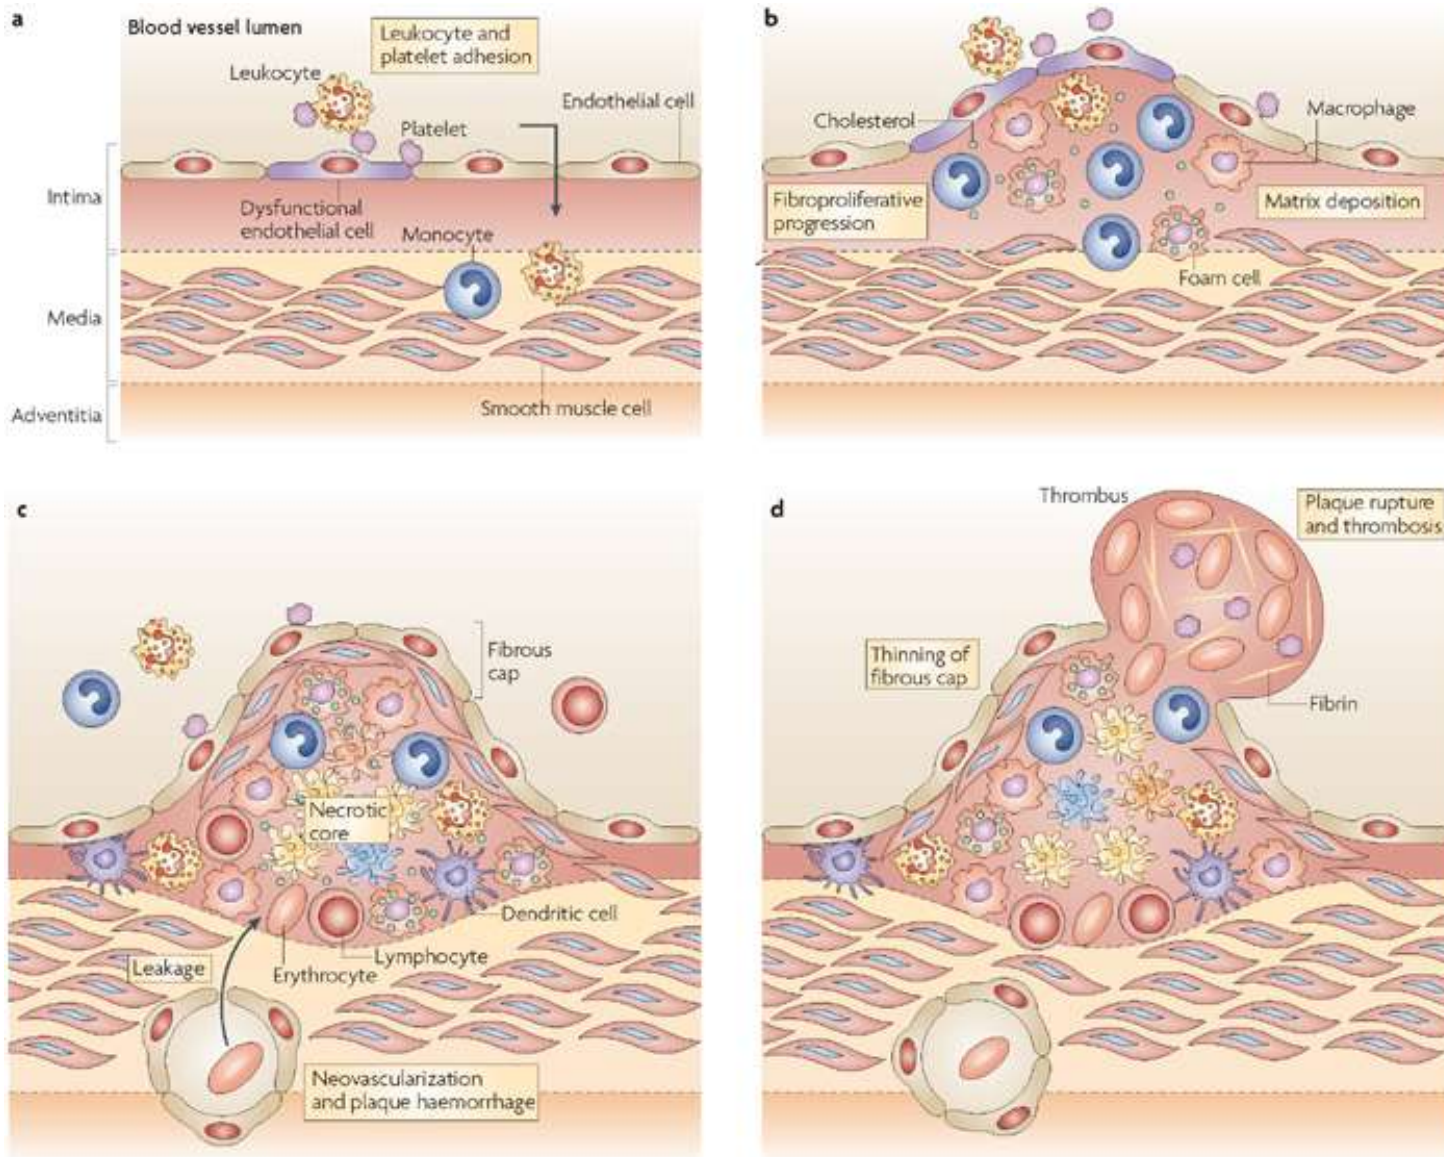 a
Blood vessel lumen
Leukocyte and
platelet adhesion
Leukocyte
Endothelial cell
Platelet
Intima
Dysfunctional
endothelial cell
Monocyte
Media
Adventitia
Smooth muscle cell
b
Cholesterol
Macrophage
Fibroproliferative
progression
Matrix deposition
Foam cell
c
Fibrous
cap
Necrotic
core
Dendritic cell
Lymphocyte
Leakage
Erythrocyte
Neovascularization
and plaque haemorrhage
d
Thrombus
Plaque rupture
and thrombosis
Thinning of
fibrous cap
Fibrin